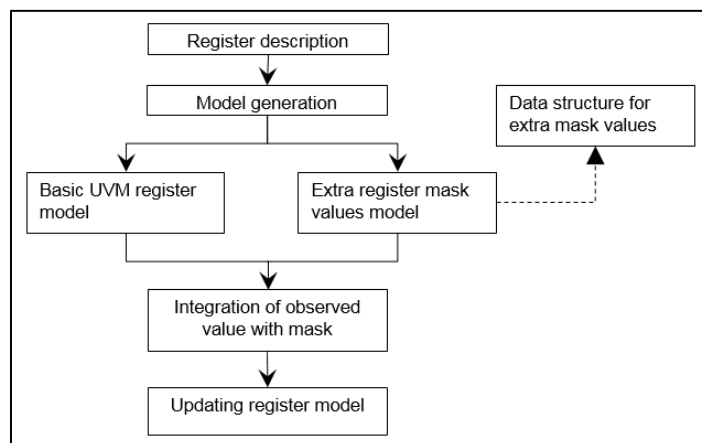 Register description
Model generation
Data structure for
extra mask values
Basic UVM register
model
Extra register mask
values model
Integration of observed
value with mask
Updating register model